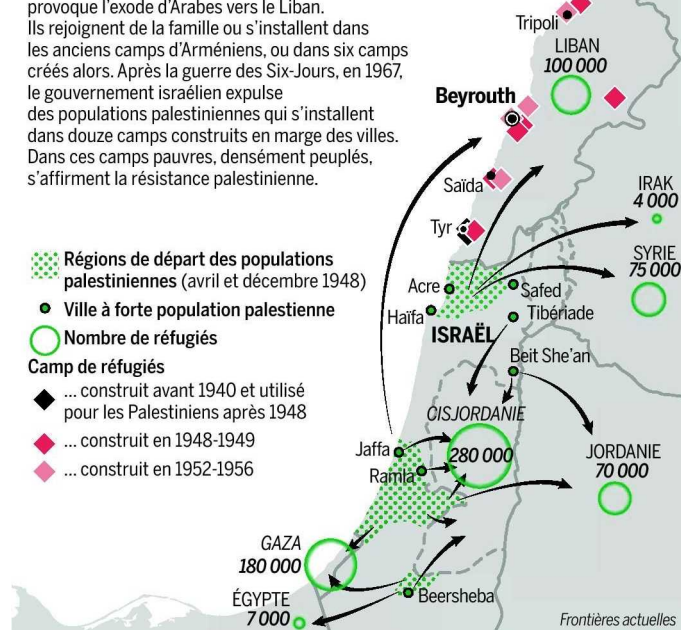 provoque l'exode d'Arabes vers le Liban.
Ils rejoignent de la famille ou s'installent dans
les anciens camps d'Arméniens, ou dans six camps
créés alors. Après la guerre des Six-Jours, en 1967,
le gouvernement israélien expulse
des populations palestiniennes qui s'installent
dans douze camps construits en marge des villes.
Dans ces camps pauvres, densément peuplés,
s'affirment la résistance palestinienne.
Régions de départ des populations
palestiniennes (avril et décembre 1948)
Ville à forte population palestienne
Nombre de réfugiés
Camp de réfugiés
... construit avant 1940 et utilisé
pour les Palestiniens après 1948
... construit en 1948-1949
... construit en 1952-1956
Tripoli
LIBAN
100 000
Beyrouth
Saïda
Tyr
IRAK
4 000
SYRIE
75 000
Acre
Safed
Haïfa
Tibériade
ISRAËL
Beit She'an
CISJORDANIE
280 000
Jaffa
Ramla
JORDANIE
70 000
GAZA
180 000
ÉGYPTE
7 000
Beersheba
Frontières actuelles